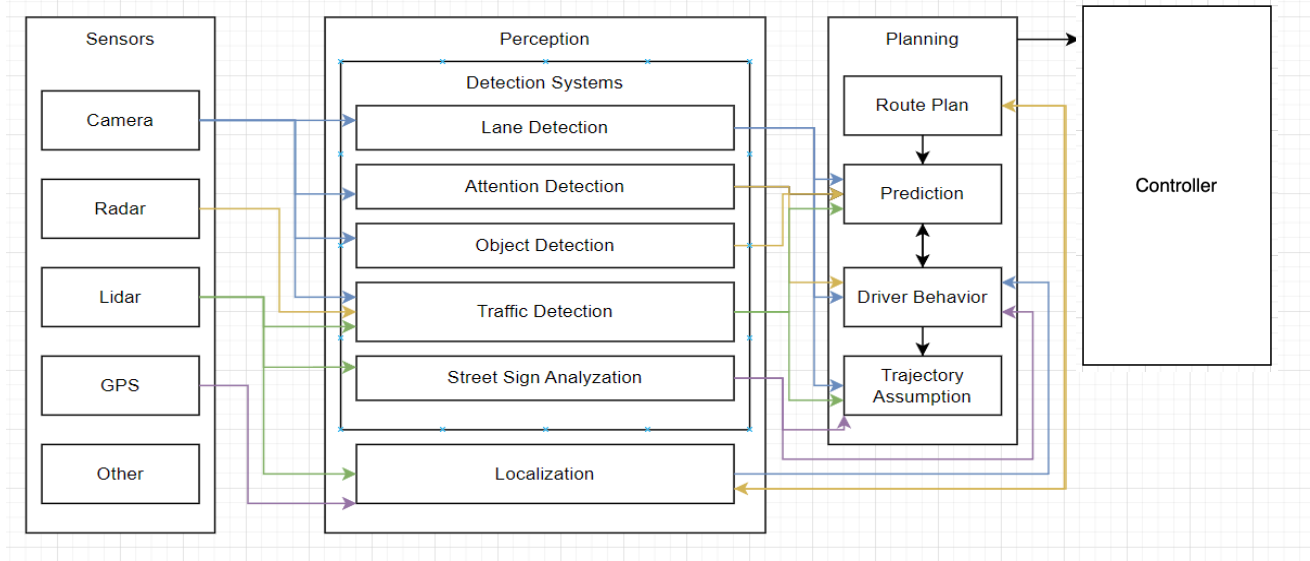 Sensors
Camera
Radar
Lidar
GPS
Other
Perception
Detection Systems
Lane Detection
Attention Detection
Object Detection
Traffic Detection
Street Sign Analyzation
Localization
Planning
Route Plan
Prediction
Driver Behavior
Trajectory
Assumption
Controller